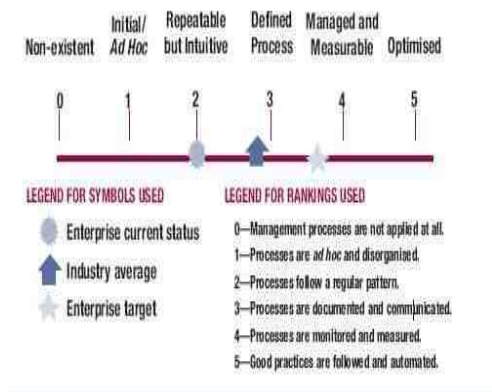 Non-existent
Initial/
Ad Hoc
Repeatable
but Intuitive
Defined
Process
Managed and
Measurable
Optimised
0 1 2 3 4 5
LEGEND FOR SYMBOLS USED
Enterprise current status
Industry average
Enterprise target
LEGEND FOR RANKINGS USED
0—Management processes are not applied at all.
1—Processes are ad hoc and disorganised.
2—Processes follow a regular pattern.
3—Processes are documented and communicated.
4—Processes are monitored and measured.
5—Good practices are followed and automated.